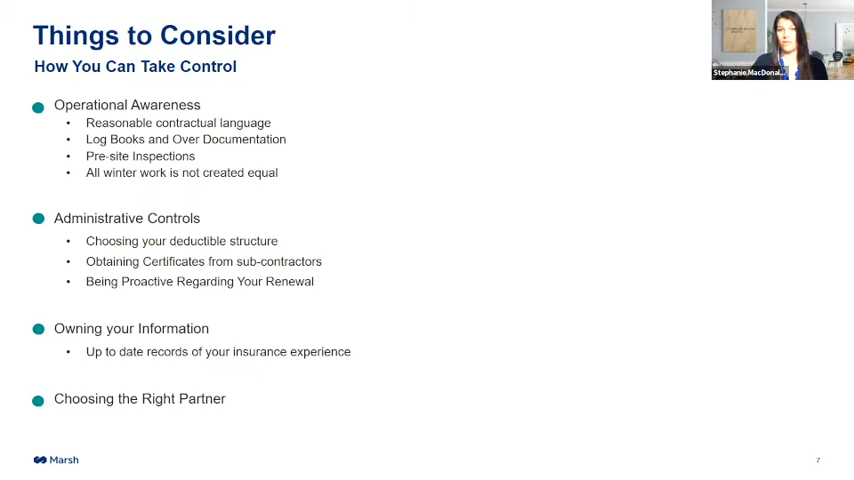 Things to Consider
How You Can Take Control
Operational Awareness
• Reasonable contractual language
• Log Books and Over Documentation
• Pre-site Inspections
• All winter work is not created equal
Administrative Controls
• Choosing your deductible structure
• Obtaining Certificates from sub-contractors
• Being Proactive Regarding Your Renewal
Owning your Information
• Up to date records of your insurance experience
Choosing the Right Partner
Stephanie.MacDonal...
Marsh
7